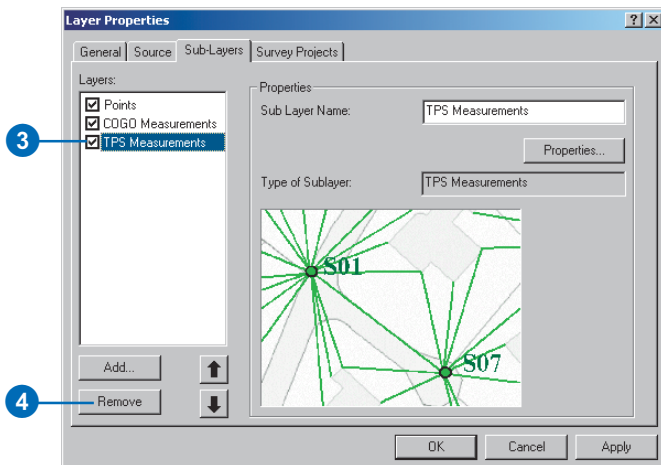 Layer Properties
? X
General Source Sub-Layers Survey Projects
Layers:
Points
COGO Measurements
TPS Measurements
3
Add...
Remove
4
Properties
Sub Layer Name: TPS Measurements
Properties...
Type of Sublayer: TPS Measurements
S01
S07
OK Cancel Apply